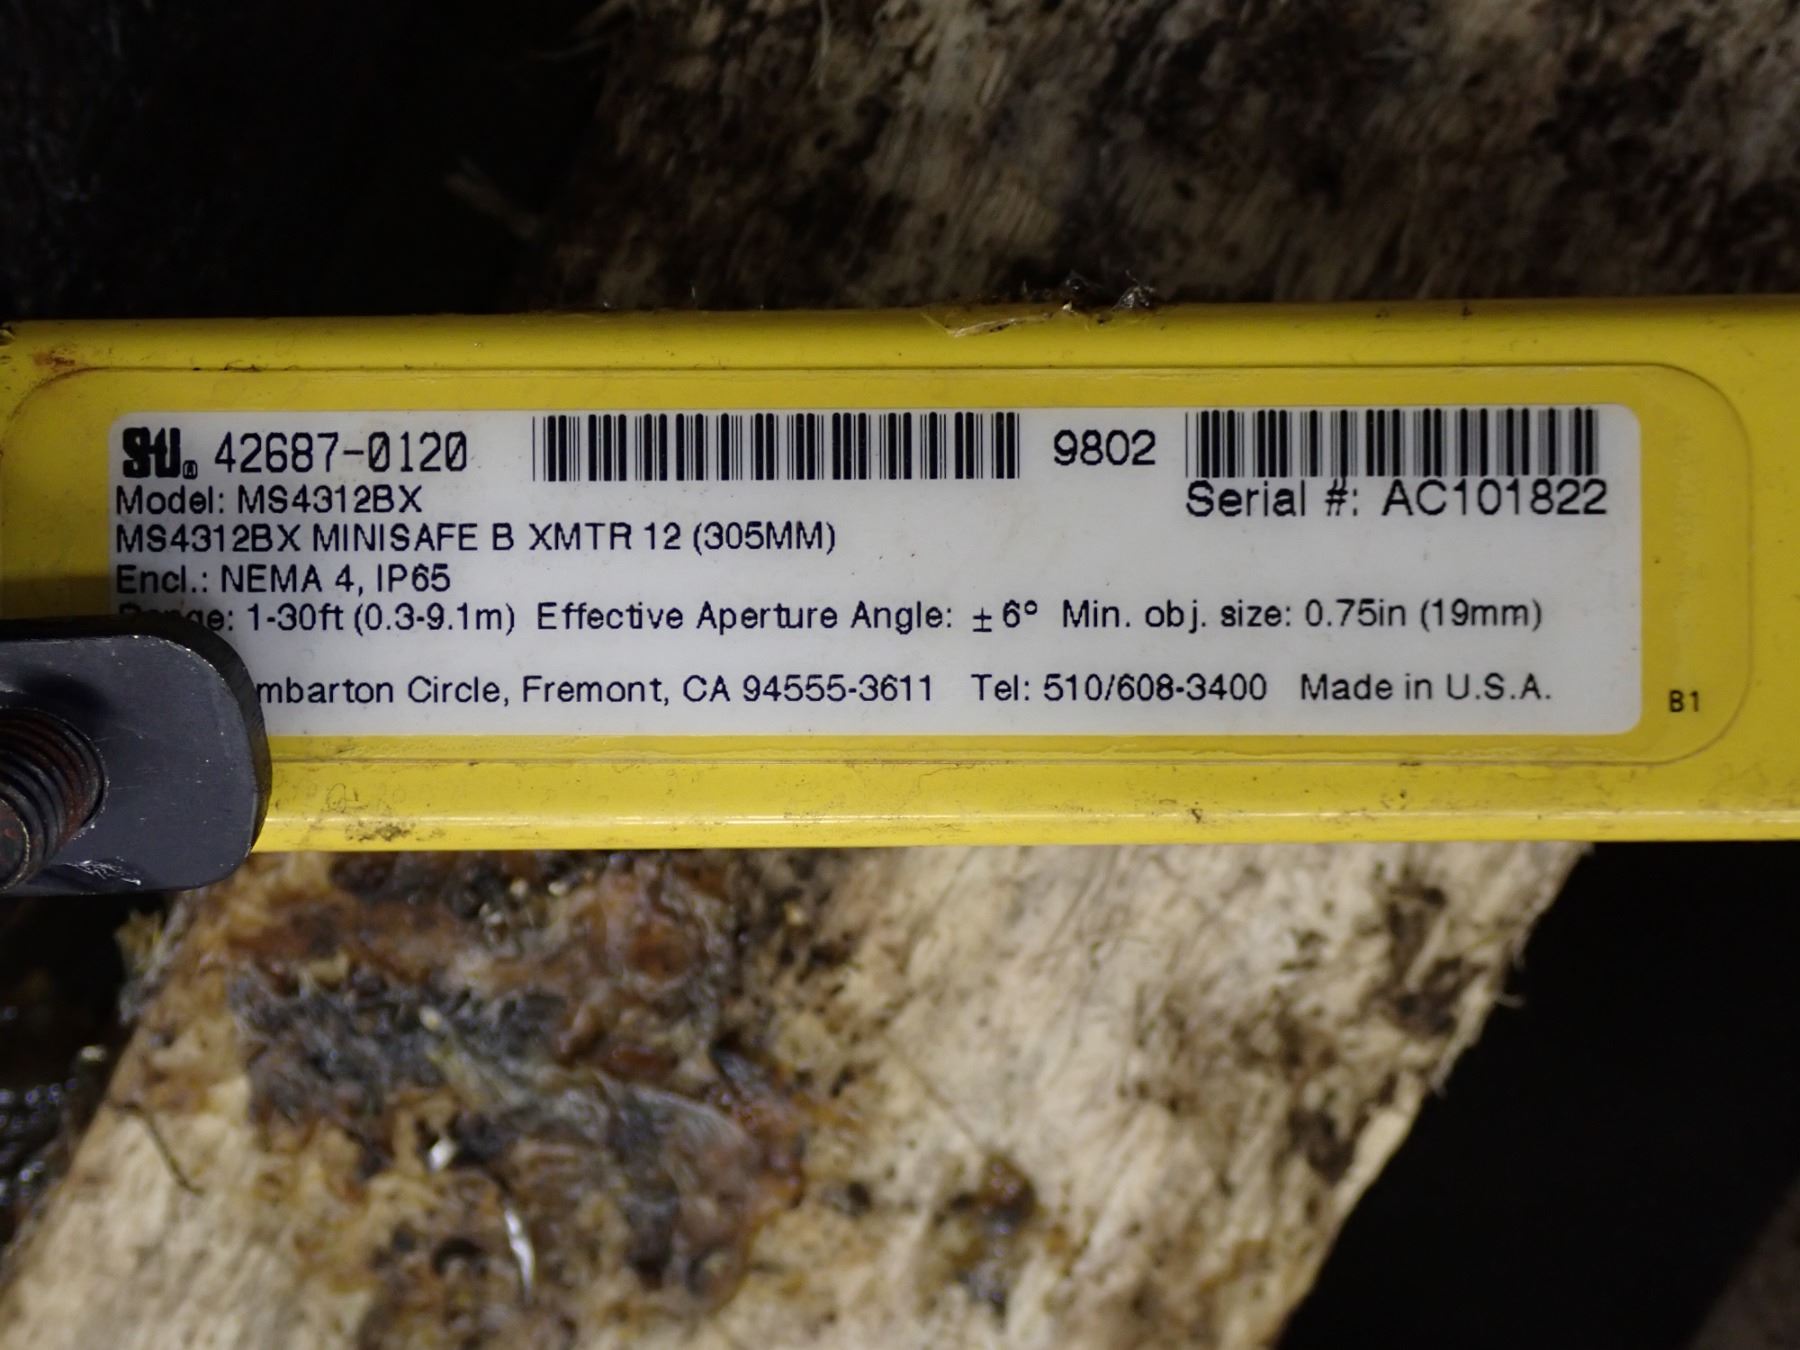 STI® 42687-0120 9802
Model: MS4312BX Serial #: AC101822
MS4312BX MINISAFE B XMTR 12 (305MM)
Encl.: NEMA 4, IP65
Range: 1-30ft (0.3-9.1m) Effective Aperture Angle: ± 6° Min. obj. size: 0.75in (19mm)
mbarton Circle, Fremont, CA 94555-3611 Tel: 510/608-3400 Made in U.S.A.
B1